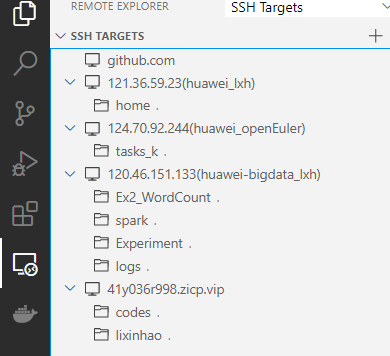 REMOTE EXPLORER
SSH Targets
SSH TARGETS
github.com
121.36.59.23(huawei_lxh)
home .
124.70.92.244(huawei_openEuler)
tasks_k .
120.46.151.133(huawei-bigdata_lxh)
Ex2_WordCount .
spark .
Experiment .
logs .
41y036r998.zicp.vip
codes .
lixinhao .